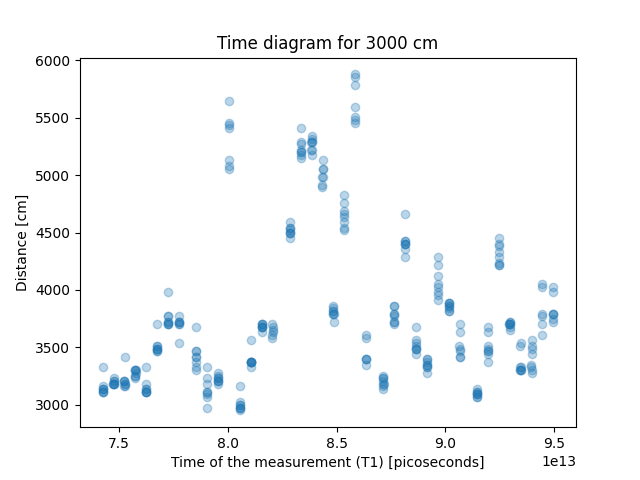 Time diagram for 3000 cm
6000
5500
5000
4500
4000
3500
3000
Distance [cm]
7.5 8.0 8.5 9.0 9.5
1e13
Time of the measurement (T1) [picoseconds]